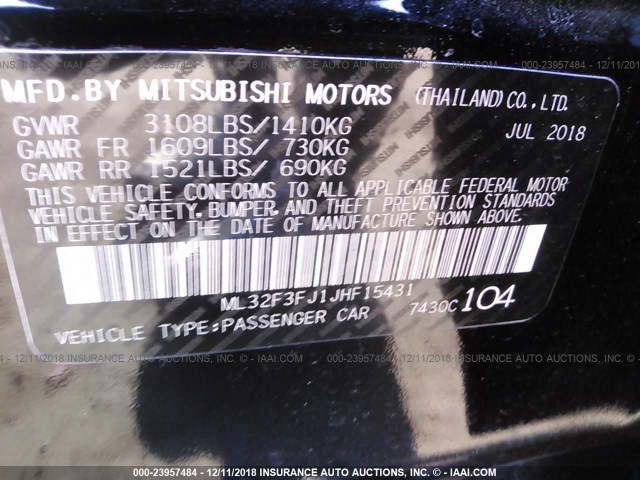 MFD.BY MITSUBISHI MOTORS (THAILAND)CO.,LTD.
GVWR 3108LBS/1410KG JUL 2018
GAWR FR 1609LBS/ 730KG
GAWR RR 1521LBS/ 690KG
THIS VEHICLE CONFORMS TO ALL APPLICABLE FEDERAL MOTOR
VEHICLE SAFETY, BUMPER, AND THEFT PREVENTION STANDARDS
IN EFFECT ON THE DATE OF MANUFACTURE SHOWN ABOVE.
ML32F3FJ1JHF15431
VEHICLE TYPE:PASSENGER CAR 7430C 104
000-23957484 - 12/11/2018 INSURANCE AUTO AUCTIONS, INC. - © IAAI.COM